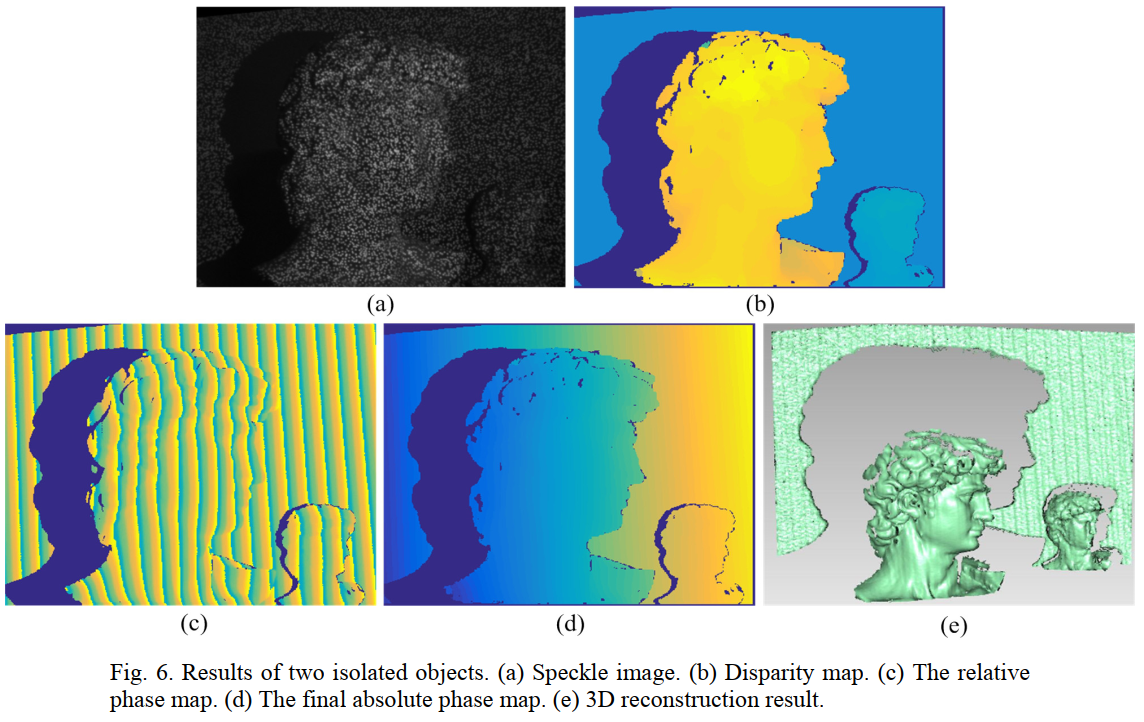 (a)
(b)
(c)
(d)
(e)
Fig. 6. Results of two isolated objects. (a) Speckle image. (b) Disparity map. (c) The relative
phase map. (d) The final absolute phase map. (e) 3D reconstruction result.